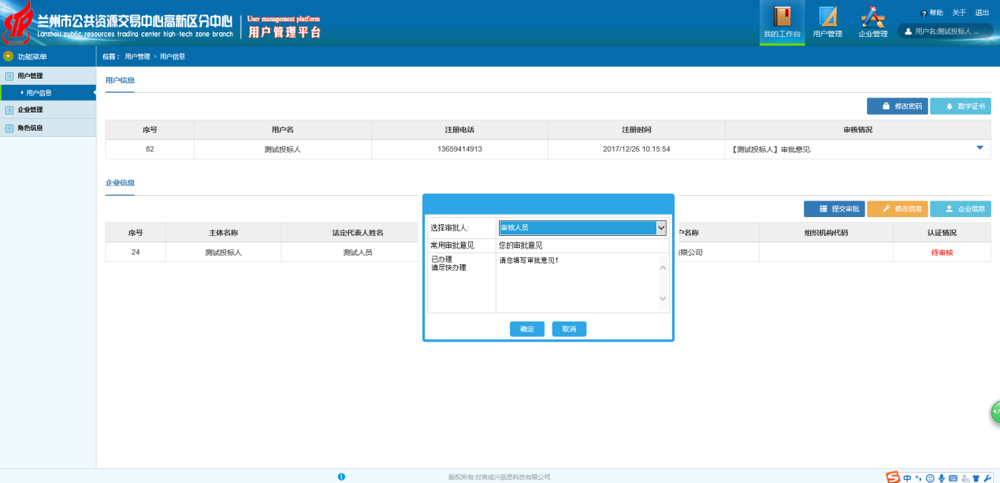 兰州市公共资源交易中心高新区分中心
Lanzhou public resources trading center high-tech zone branch
User management platform
用户管理平台
我的工作台
用户管理
企业管理
? 帮助 关于 退出
用户名:测试投标人 ...
功能菜单
位置： 用户管理 › 用户信息
用户管理
用户信息
企业管理
角色信息
用户信息
修改密码
数字证书
序号 用户名 注册电话 注册时间 审核情况
82 测试投标人 13659414913 2017/12/26 10:15:54 【测试投标人】审批意见:
企业信息
提交审批
修改信息
企业信息
序号 主体名称 法定代表人姓名 户名称 组织机构代码 认证情况
24 测试投标人 测试人员 限公司 待审核
选择审批人: 审核人员
常用审批意见 您的审批意见
已办理
请尽快办理
请您填写审批意见!
确定 取消
版权所有:甘肃成兴信息科技有限公司
中